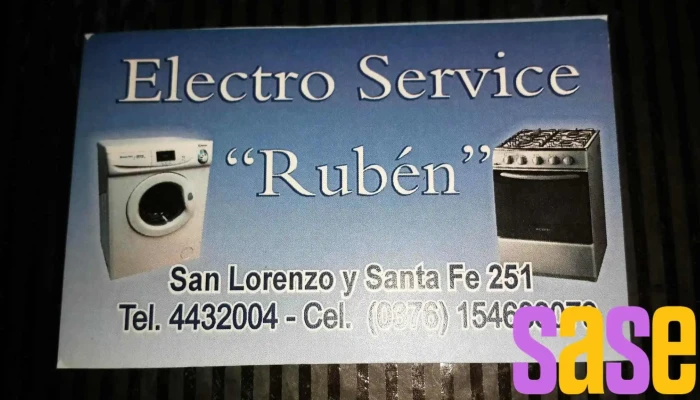 Electro Service
"Rubén"
San Lorenzo y Santa Fe 251
Tel. 4432004 - Cel. (0376)
sase